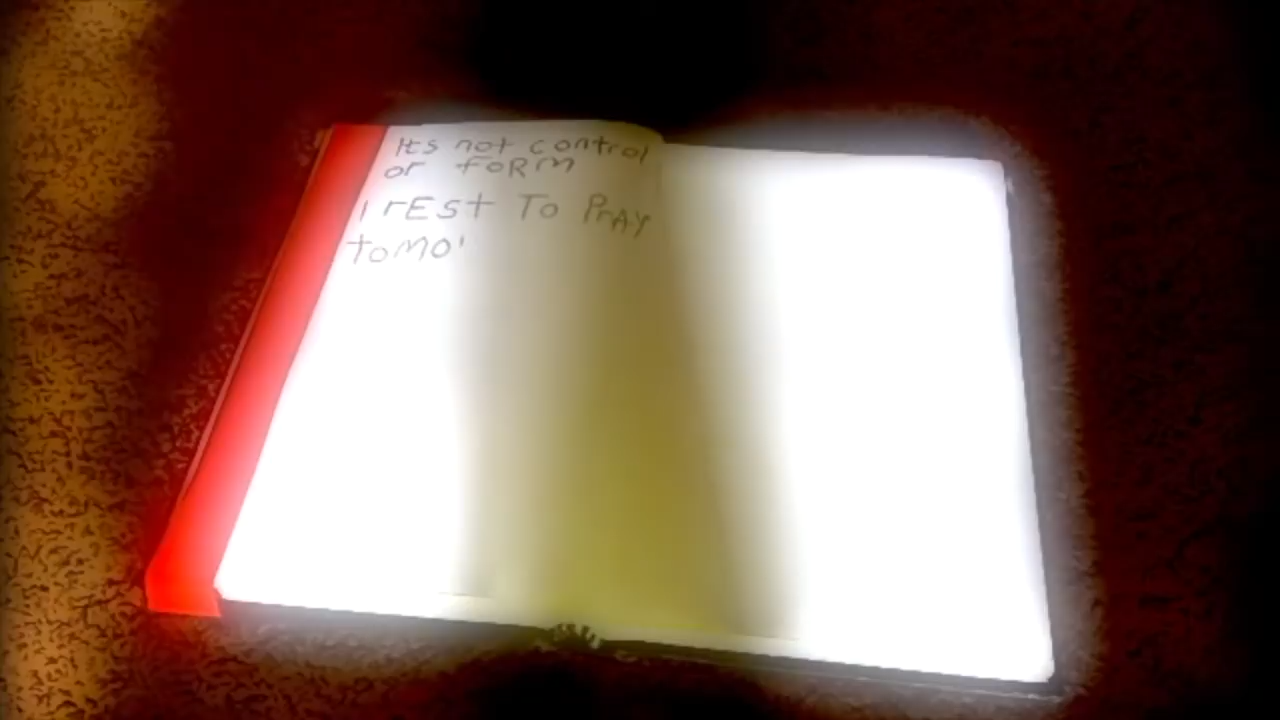 Its not control
or FoRm
I rEst To PrAY
toMo'